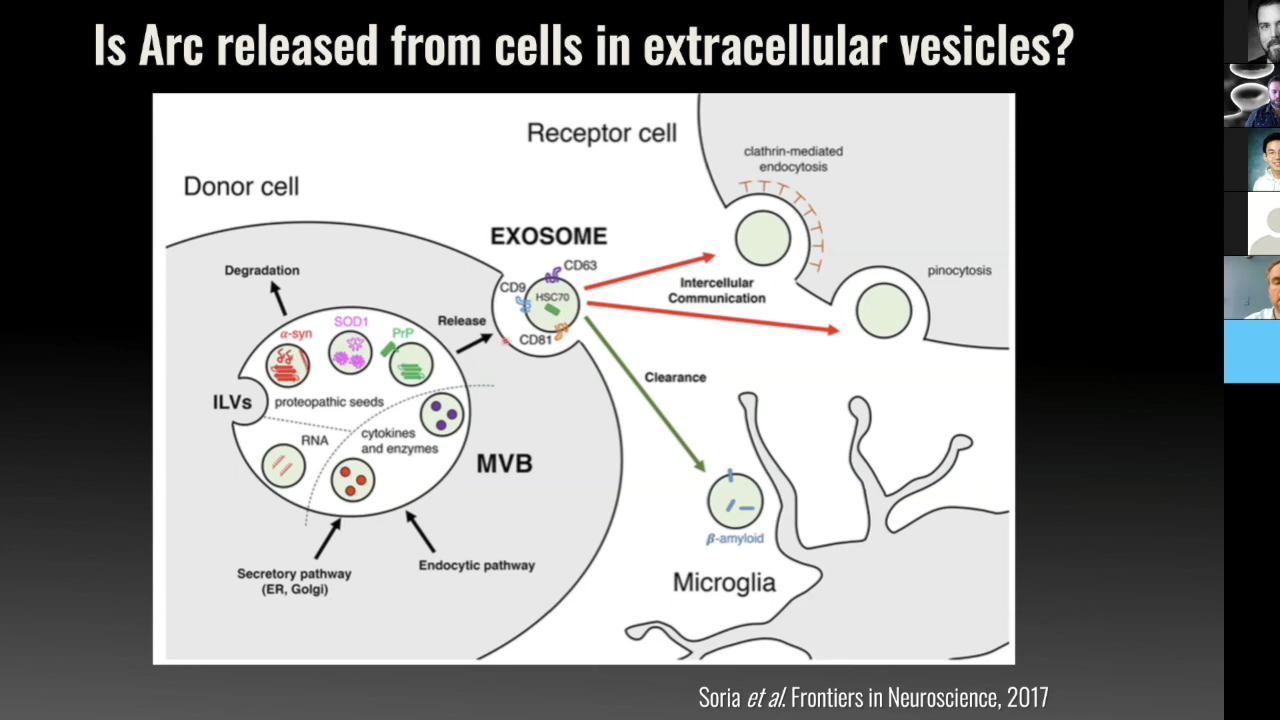 Is Arc released from cells in extracellular vesicles?
Receptor cell
clathrin-mediated
endocytosis
Donor cell
EXOSOME
CD63
CD9
HSC70
CD81
pinocytosis
Degradation
Intercellular
Communication
Release
SOD1
α-syn
PrP
Clearance
ILVs
proteopathic seeds
RNA
cytokines
and enzymes
MVB
β-amyloid
Secretory pathway
(ER, Golgi)
Endocytic pathway
Microglia
Soria et al. Frontiers in Neuroscience, 2017